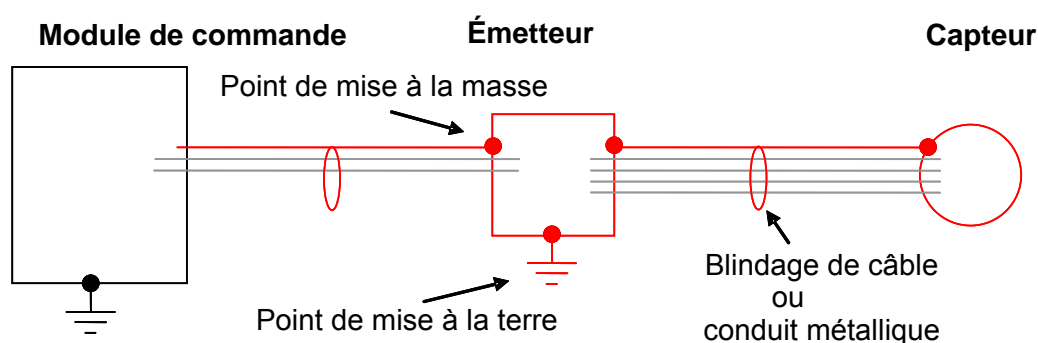 Module de commande
Émetteur
Capteur
Point de mise à la masse
Point de mise à la terre
Blindage de câble
ou
conduit métallique